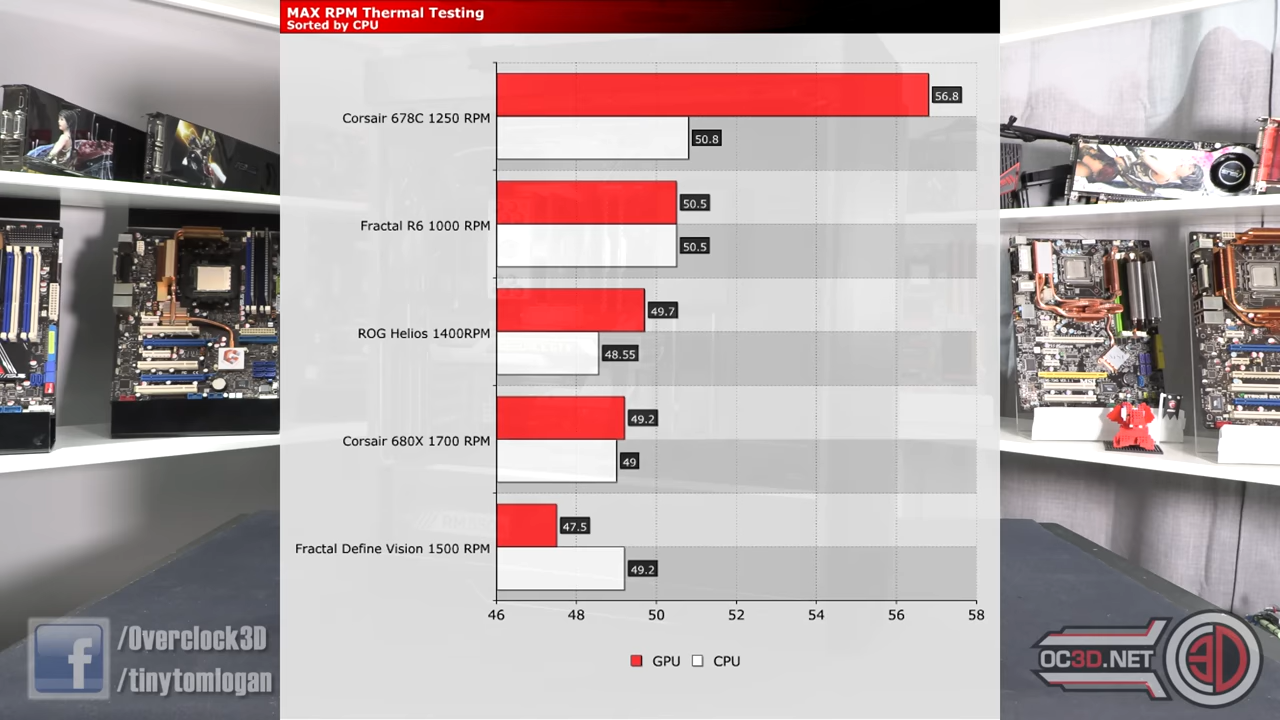 MAX RPM Thermal Testing
Sorted by CPU
Corsair 678C 1250 RPM
56.8
50.8
Fractal R6 1000 RPM
50.5
50.5
ROG Helios 1400RPM
49.7
48.55
Corsair 680X 1700 RPM
49.2
49
Fractal Define Vision 1500 RPM
47.5
49.2
46 48 50 52 54 56 58
GPU CPU
/Overclock3D
/tinytomlogan
OC3D.NET
3D